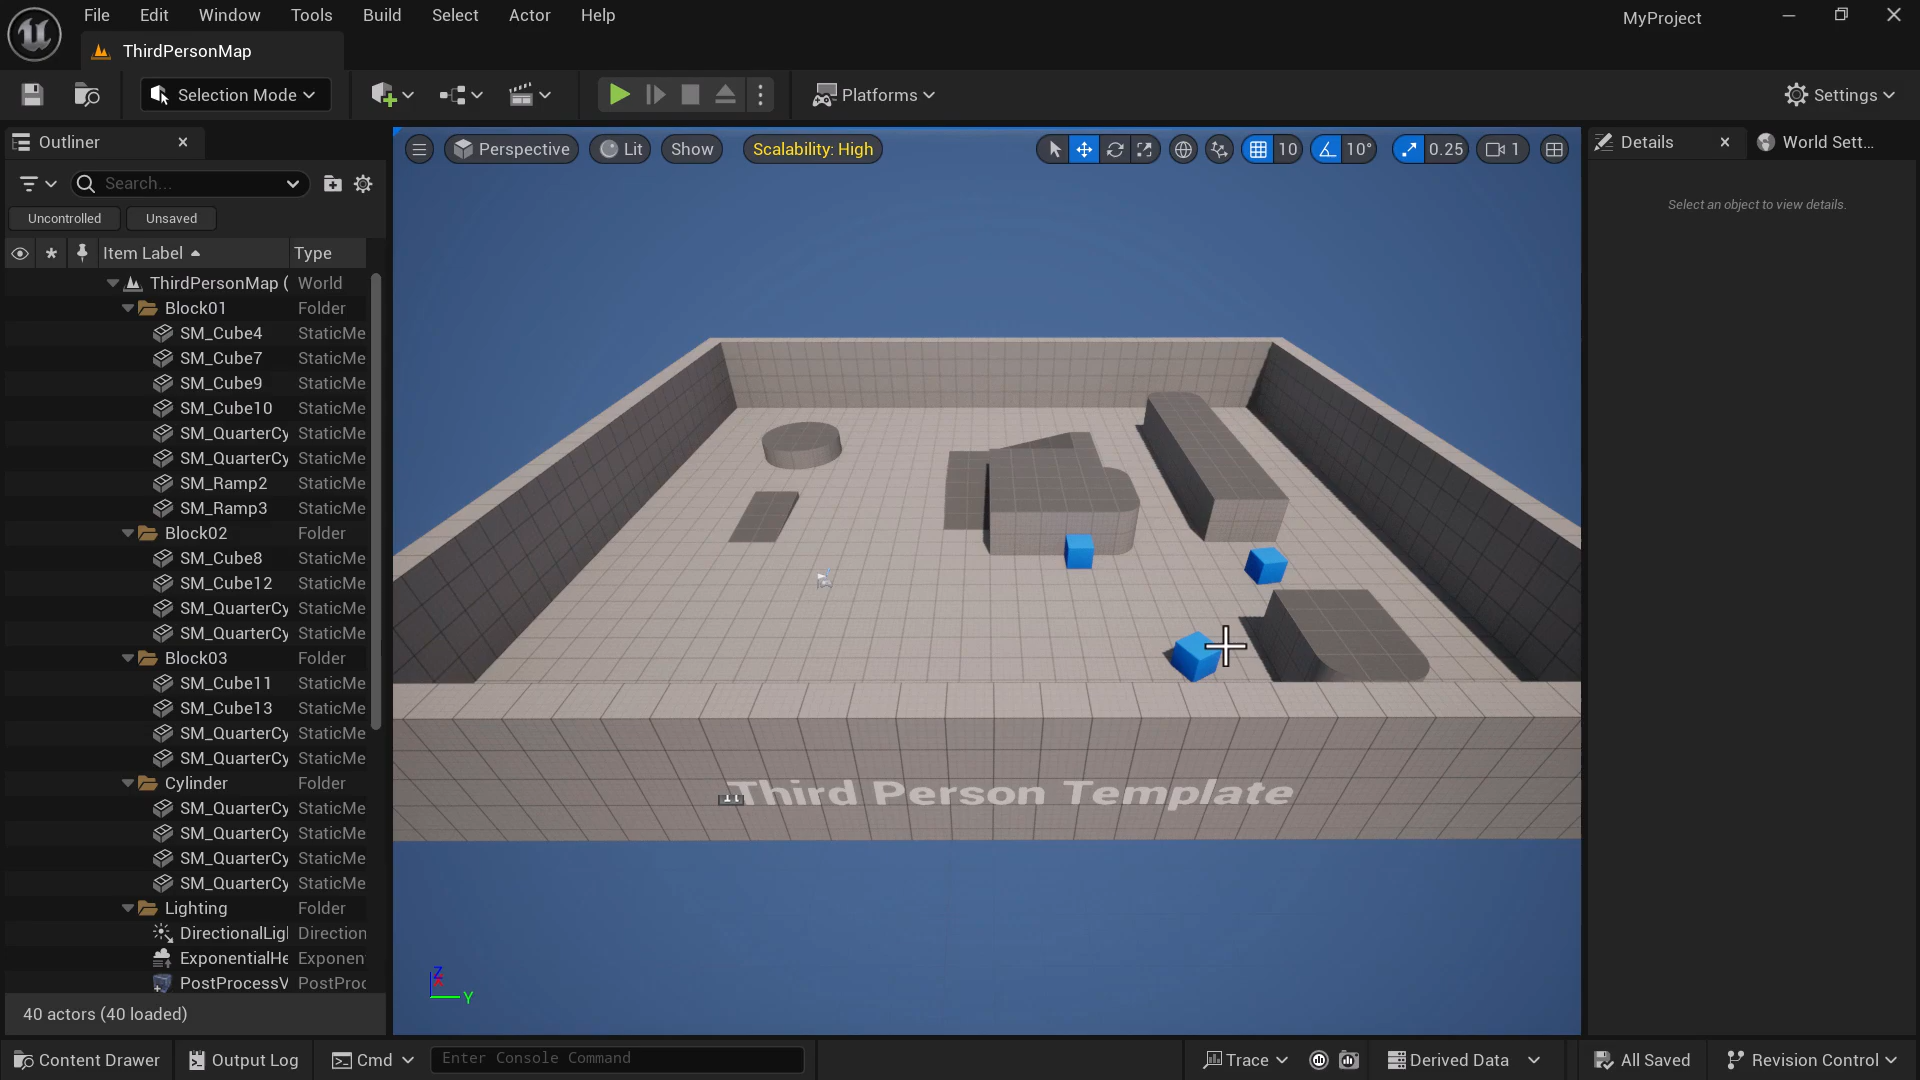 File Edit Window Tools Build Select Actor Help
MyProject
ThirdPersonMap
Selection Mode
Platforms
Settings
Outliner
Search...
Uncontrolled Unsaved
Item Label Type
ThirdPersonMap ( World
Block01 Folder
SM_Cube4 StaticMe
SM_Cube7 StaticMe
SM_Cube9 StaticMe
SM_Cube10 StaticMe
SM_QuarterCy StaticMe
SM_QuarterCy StaticMe
SM_Ramp2 StaticMe
SM_Ramp3 StaticMe
Block02 Folder
SM_Cube8 StaticMe
SM_Cube12 StaticMe
SM_QuarterCy StaticMe
SM_QuarterCy StaticMe
Block03 Folder
SM_Cube11 StaticMe
SM_Cube13 StaticMe
SM_QuarterCy StaticMe
SM_QuarterCy StaticMe
Cylinder Folder
SM_QuarterCy StaticMe
SM_QuarterCy StaticMe
SM_QuarterCy StaticMe
SM_QuarterCy StaticMe
Lighting Folder
DirectionalLigl Direction
ExponentialHe Exponen
PostProcessV PostProc
40 actors (40 loaded)
Perspective Lit Show Scalability: High
10 10° 0.25 1
Third Person Template
Z
X
Y
Details World Sett...
Select an object to view details.
Content Drawer Output Log Cmd Enter Console Command
Trace Derived Data All Saved Revision Control